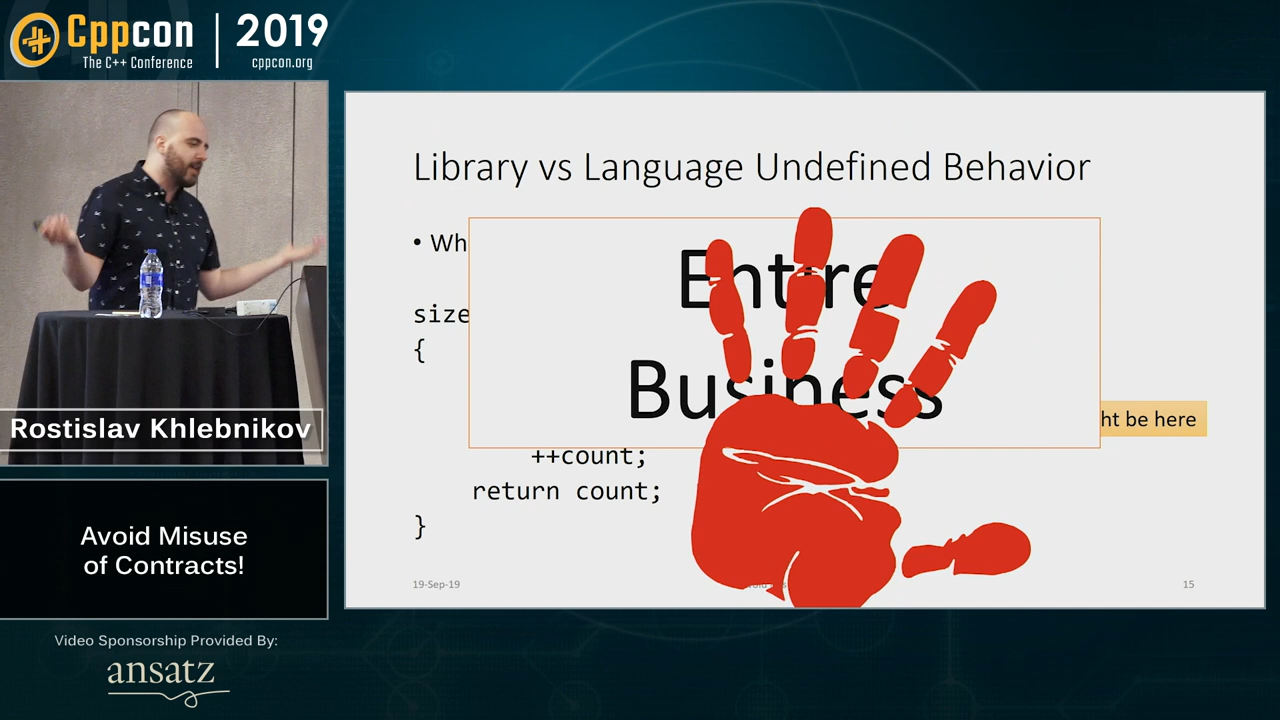 Cppcon
The C++ Conference
2019
cppcon.org
Rostislav Khlebnikov
Avoid Misuse
of Contracts!
Video Sponsorship Provided By:
ansatz
Library vs Language Undefined Behavior
• Wh
Entire
Business
size
{
ht be here
++count;
return count;
}
19-Sep-19
15